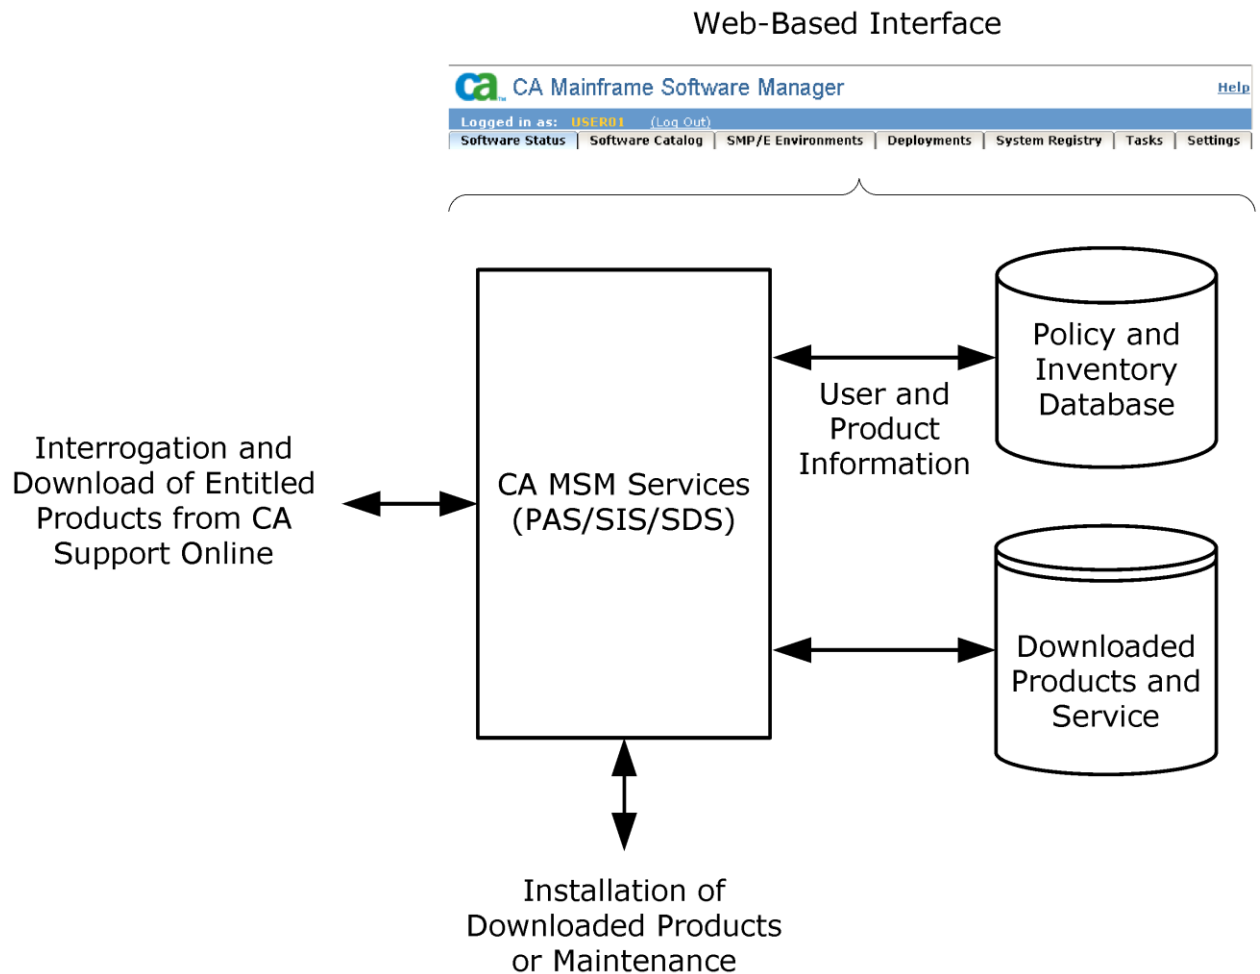 Web-Based Interface
ca™ CA Mainframe Software Manager Help
Logged in as: USER01 (Log Out)
Software Status | Software Catalog | SMP/E Environments | Deployments | System Registry | Tasks | Settings
Policy and
Inventory
Database
User and
Product
Information
Interrogation and
Download of Entitled
Products from CA
Support Online
CA MSM Services
(PAS/SIS/SDS)
Downloaded
Products and
Service
Installation of
Downloaded Products
or Maintenance